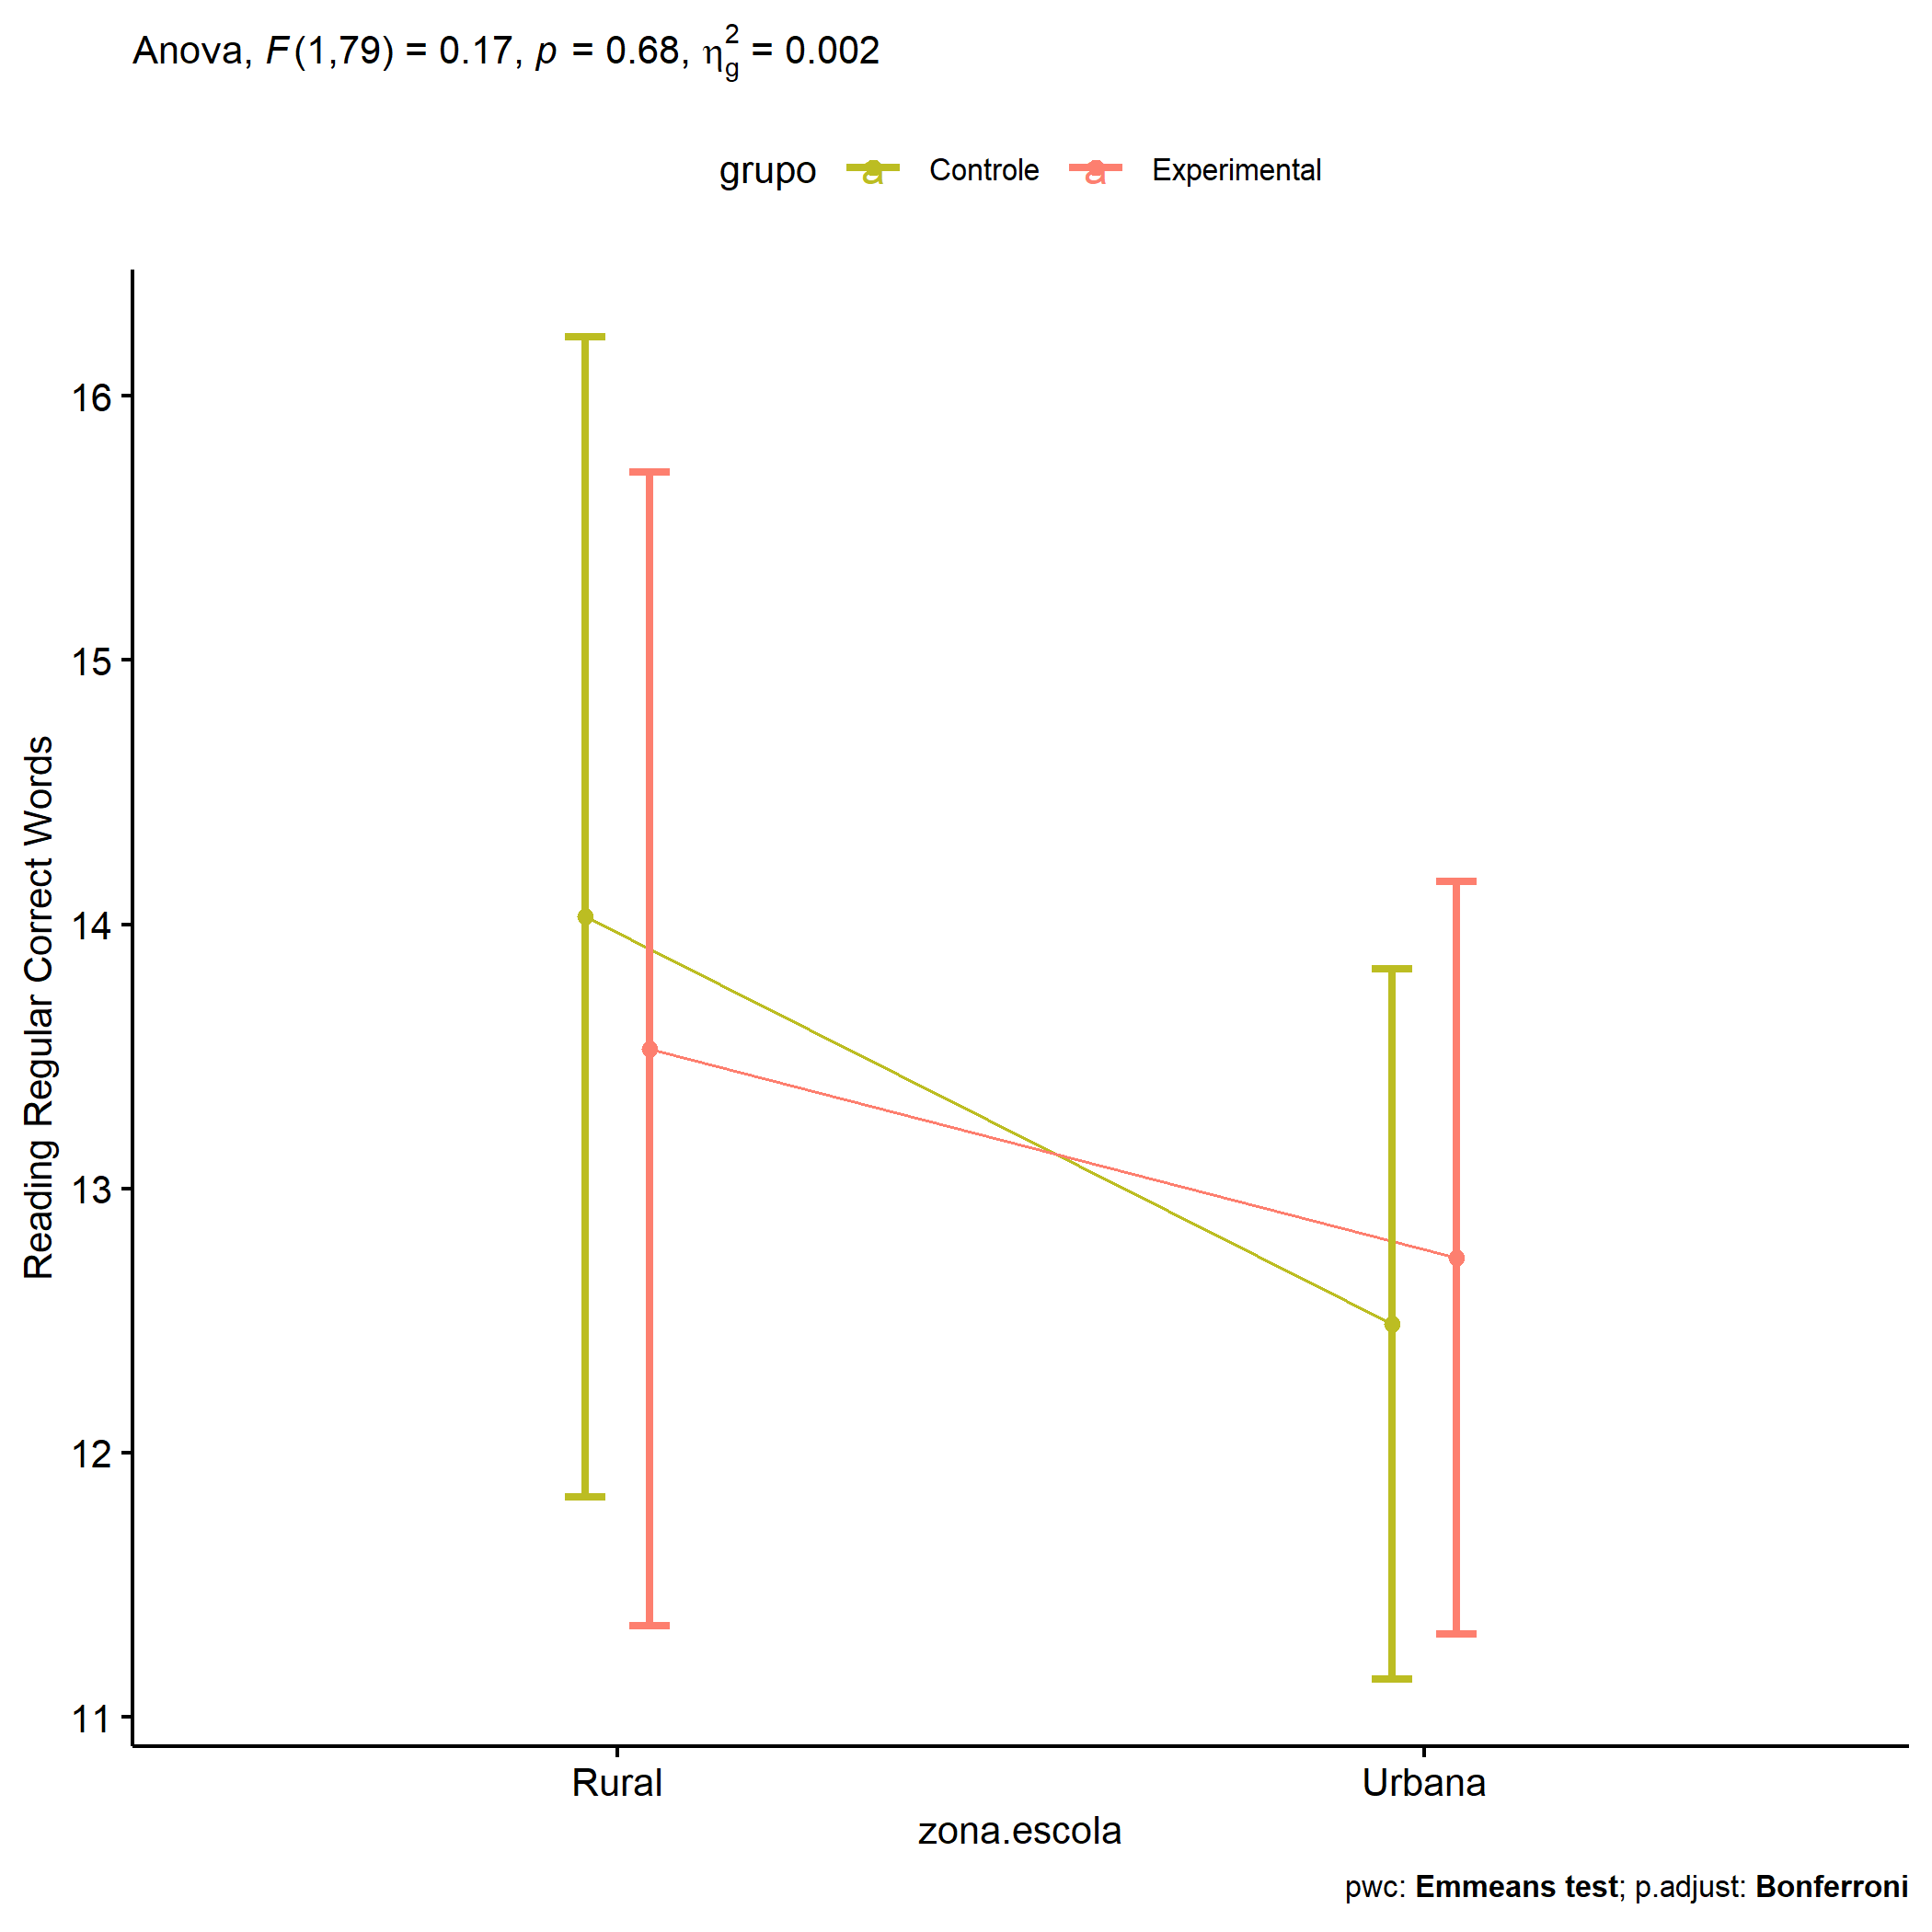 Anova, F(1,79) = 0.17, p = 0.68, η²g = 0.002
grupo a Controle a Experimental
16
15
14
13
12
11
Reading Regular Correct Words
Rural Urbana
zona.escola
pwc: Emmeans test; p.adjust: Bonferroni